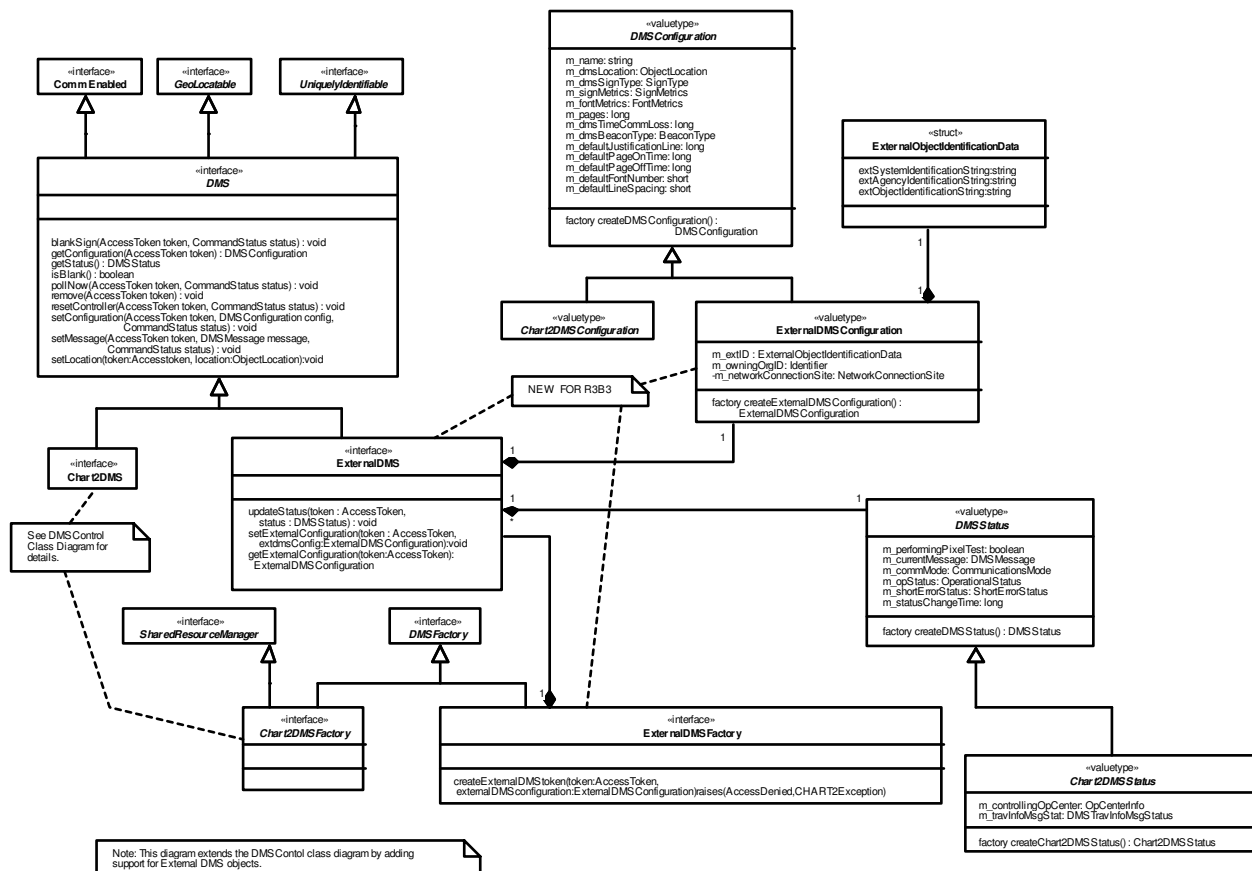 «valuetype»
DMSConfiguration
m_name: string
m_dmsLocation: ObjectLocation
m_dmsSignType: SignType
m_signMetrics: SignMetrics
m_fontMetrics: FontMetrics
m_pages: long
m_dmsTimeCommLoss: long
m_dmsBeaconType: BeaconType
m_defaultJustificationLine: long
m_defaultPageOnTime: long
m_defaultPageOffTime: long
m_defaultFontNumber: short
m_defaultLineSpacing: short
factory createDMSConfiguration() :
DMSConfiguration
«interface»
CommEnabled
«interface»
GeoLocatable
«interface»
UniquelyIdentifiable
«struct»
ExternalObjectIdentificationData
extSystemIdentificationString:string
extAgencyIdentificationString:string
extObjectIdentificationString:string
1
1
«interface»
DMS
blankSign(AccessToken token, CommandStatus status) : void
getConfiguration(AccessToken token) : DMSConfiguration
getStatus() : DMSStatus
isBlank() : boolean
pollNow(AccessToken token, CommandStatus status) : void
remove(AccessToken token) : void
resetController(AccessToken token, CommandStatus status) : void
setConfiguration(AccessToken token, DMSConfiguration config,
CommandStatus status) : void
setMessage(AccessToken token, DMSMessage message,
CommandStatus status) : void
setLocation(token:Accesstoken, location:ObjectLocation):void
«valuetype»
Chart2DMSConfiguration
«valuetype»
ExternalDMSConfiguration
m_extID : ExternalObjectIdentificationData
m_owningOrgID: Identifier
-m_networkConnectionSite: NetworkConnectionSite
factory createExternalDMSConfiguration() :
ExternalDMSConfiguration
1
NEW FOR R3B3
«interface»
Chart2DMS
«interface»
ExternalDMS
updateStatus(token : AccessToken,
status : DMSStatus) : void
setExternalConfiguration(token : AccessToken,
extdmsConfig:ExternalDMSConfiguration):void
getExternalConfiguration(token:AccessToken):
ExternalDMSConfiguration
1
1
*
1
See DMSControl
Class Diagram for
details.
«valuetype»
DMSStatus
m_performingPixelTest: boolean
m_currentMessage: DMSMessage
m_commMode: CommunicationsMode
m_opStatus: OperationalStatus
m_shortErrorStatus: ShortErrorStatus
m_statusChangeTime: long
factory createDMSStatus() : DMSStatus
«interface»
SharedResourceManager
«interface»
DMSFactory
1
«interface»
Chart2DMSFactory
«interface»
ExternalDMSFactory
createExternalDMStoken(token:AccessToken,
externalDMSconfiguration:ExternalDMSConfiguration)raises(AccessDenied,CHART2Exception)
«valuetype»
Chart2DMSStatus
m_controllingOpCenter: OpCenterInfo
m_travInfoMsgStat: DMSTravInfoMsgStatus
factory createChart2DMSStatus() : Chart2DMSStatus
Note: This diagram extends the DMSContol class diagram by adding
support for External DMS objects.